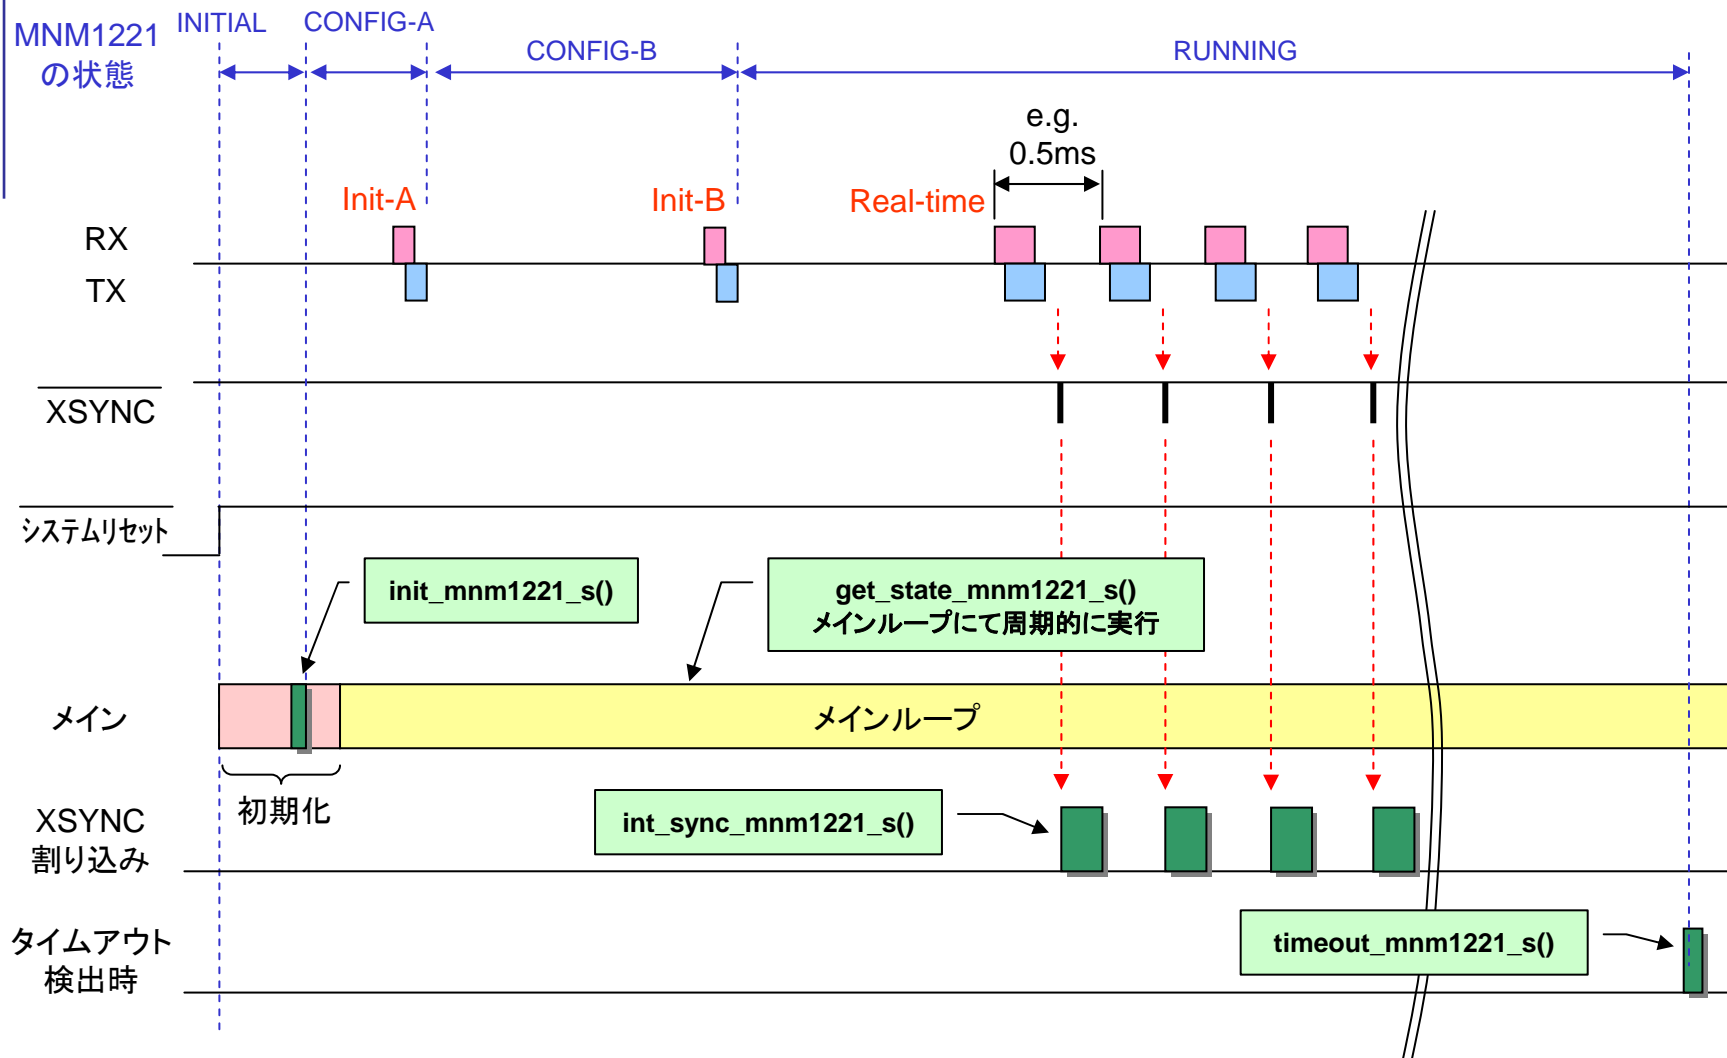 MNM1221
の状態
INITIAL
CONFIG-A
CONFIG-B
RUNNING
e.g.
0.5ms
Init-A
Init-B
Real-time
RX
TX
XSYNC
システムリセット
init_mnm1221_s()
get_state_mnm1221_s()
メインループにて周期的に実行
メイン
メインループ
初期化
XSYNC
割り込み
int_sync_mnm1221_s()
タイムアウト
検出時
timeout_mnm1221_s()